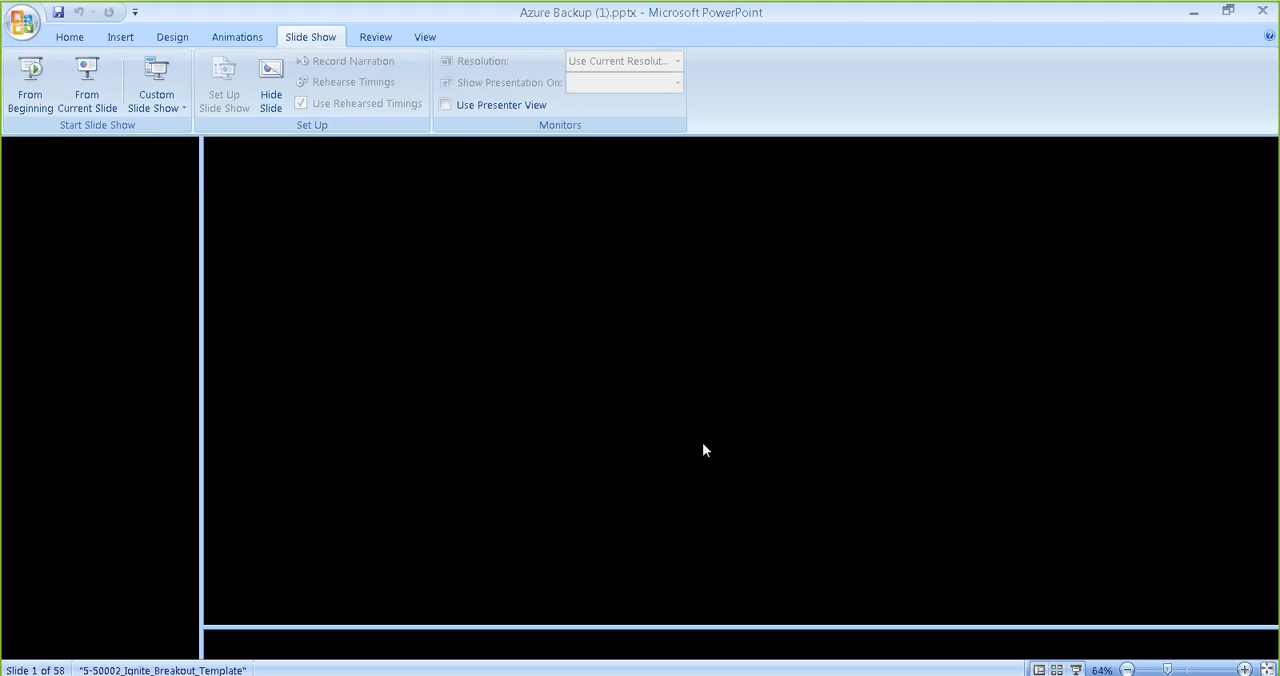 Azure Backup (1).pptx - Microsoft PowerPoint
Home Insert Design Animations Slide Show Review View
From Beginning
From Current Slide
Custom Slide Show
Start Slide Show
Set Up Slide Show
Hide Slide
Record Narration
Rehearse Timings
Use Rehearsed Timings
Set Up
Resolution: Use Current Resolut...
Show Presentation On:
Use Presenter View
Monitors
Slide 1 of 58 "5-50002_Ignite_Breakout_Template" 64%